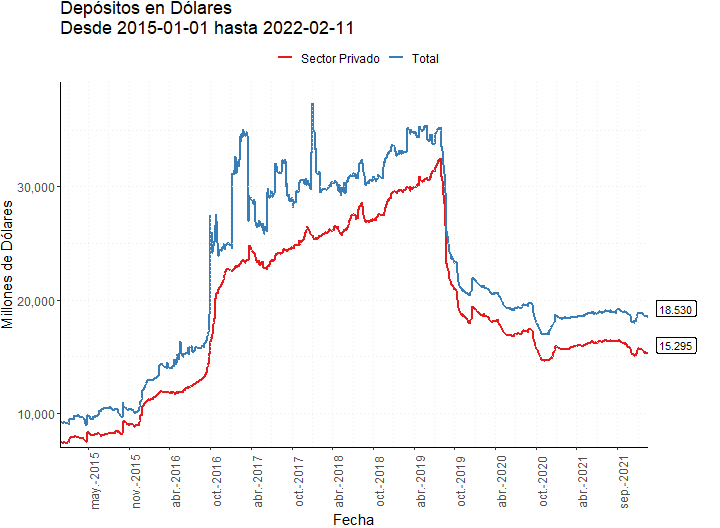 Depósitos en Dólares
Desde 2015-01-01 hasta 2022-02-11
Sector Privado Total
Millones de Dólares
30,000
20,000
10,000
18.530
15.295
may.-2015
nov.-2015
abr.-2016
oct.-2016
abr.-2017
oct.-2017
abr.-2018
oct.-2018
abr.-2019
oct.-2019
abr.-2020
oct.-2020
abr.-2021
sep.-2021
Fecha